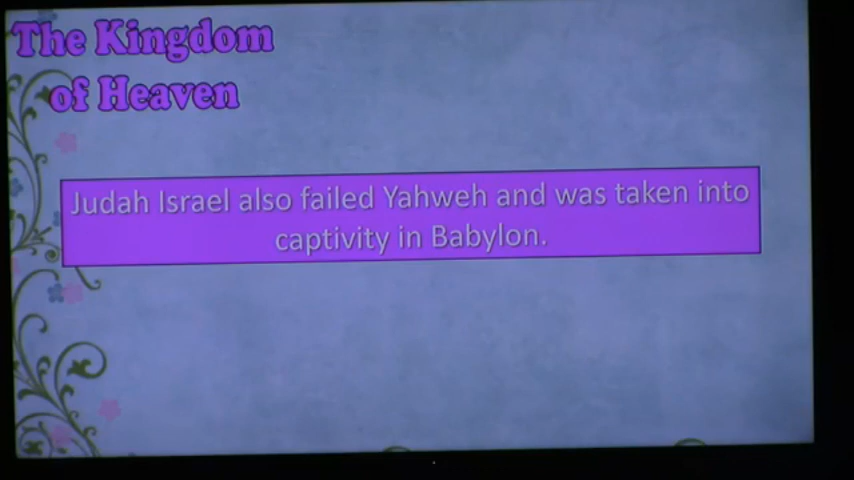 The Kingdom
of Heaven
Judah Israel also failed Yahweh and was taken into
captivity in Babylon.